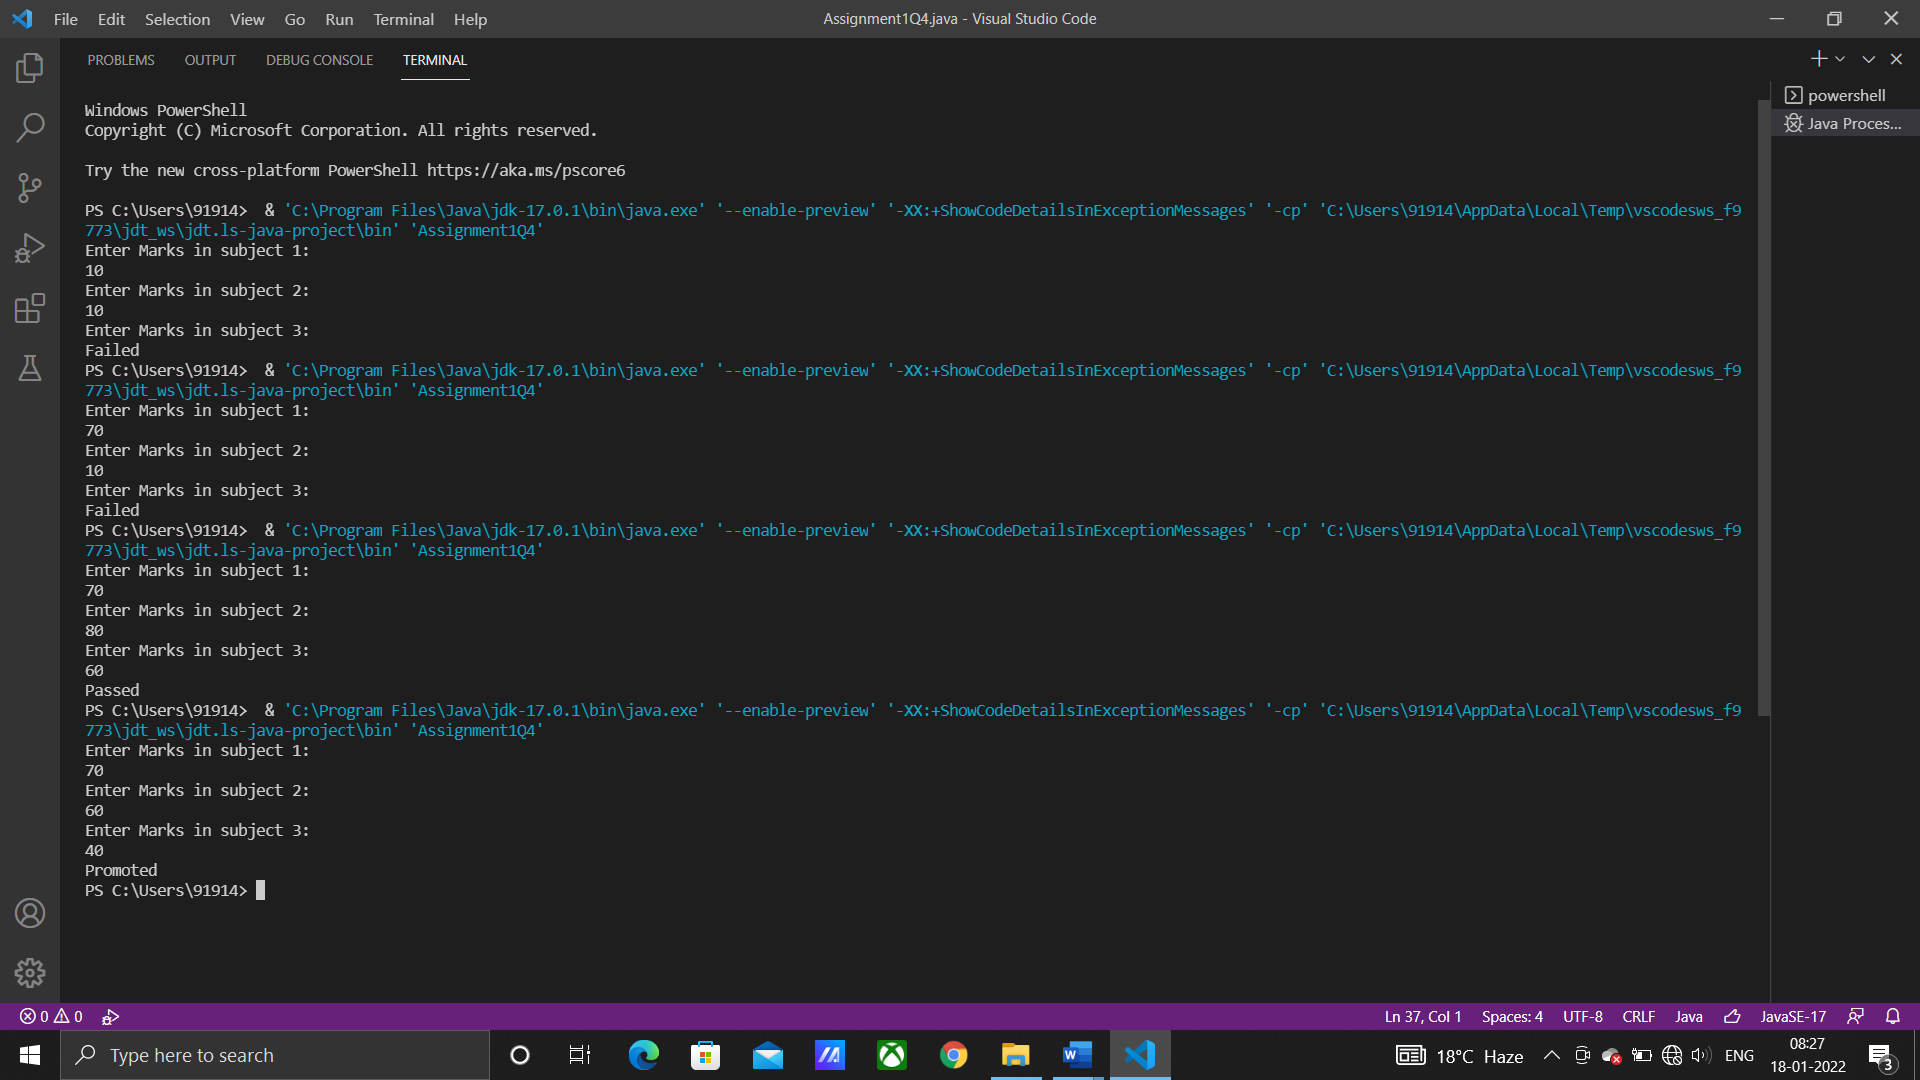 File Edit Selection View Go Run Terminal Help
Assignment1Q4.java - Visual Studio Code
PROBLEMS OUTPUT DEBUG CONSOLE TERMINAL
powershell
Java Proces...
Windows PowerShell
Copyright (C) Microsoft Corporation. All rights reserved.
Try the new cross-platform PowerShell https://aka.ms/pscore6
PS C:\Users\91914>  & 'C:\Program Files\Java\jdk-17.0.1\bin\java.exe' '--enable-preview' '-XX:+ShowCodeDetailsInExceptionMessages' '-cp' 'C:\Users\91914\AppData\Local\Temp\vscodesws_f9
773\jdt_ws\jdt.ls-java-project\bin' 'Assignment1Q4'
Enter Marks in subject 1:
10
Enter Marks in subject 2:
10
Enter Marks in subject 3:
Failed
PS C:\Users\91914>  & 'C:\Program Files\Java\jdk-17.0.1\bin\java.exe' '--enable-preview' '-XX:+ShowCodeDetailsInExceptionMessages' '-cp' 'C:\Users\91914\AppData\Local\Temp\vscodesws_f9
773\jdt_ws\jdt.ls-java-project\bin' 'Assignment1Q4'
Enter Marks in subject 1:
70
Enter Marks in subject 2:
10
Enter Marks in subject 3:
Failed
PS C:\Users\91914>  & 'C:\Program Files\Java\jdk-17.0.1\bin\java.exe' '--enable-preview' '-XX:+ShowCodeDetailsInExceptionMessages' '-cp' 'C:\Users\91914\AppData\Local\Temp\vscodesws_f9
773\jdt_ws\jdt.ls-java-project\bin' 'Assignment1Q4'
Enter Marks in subject 1:
70
Enter Marks in subject 2:
80
Enter Marks in subject 3:
60
Passed
PS C:\Users\91914>  & 'C:\Program Files\Java\jdk-17.0.1\bin\java.exe' '--enable-preview' '-XX:+ShowCodeDetailsInExceptionMessages' '-cp' 'C:\Users\91914\AppData\Local\Temp\vscodesws_f9
773\jdt_ws\jdt.ls-java-project\bin' 'Assignment1Q4'
Enter Marks in subject 1:
70
Enter Marks in subject 2:
60
Enter Marks in subject 3:
40
Promoted
PS C:\Users\91914>
0 0 Ln 37, Col 1 Spaces: 4 UTF-8 CRLF Java JavaSE-17
Type here to search
18°C Haze
ENG
08:27
18-01-2022
3